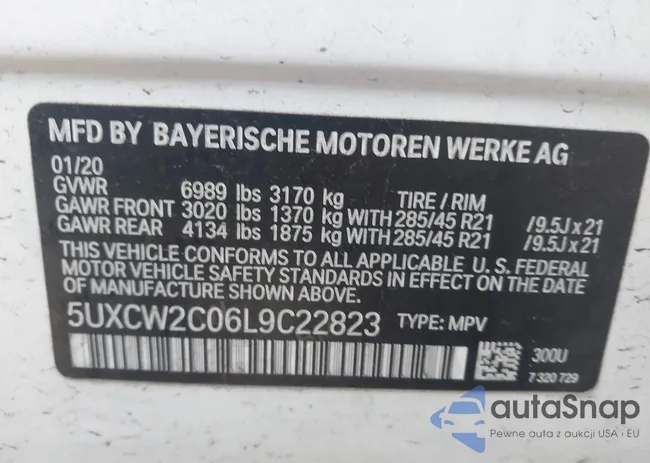 MFD BY BAYERISCHE MOTOREN WERKE AG
01/20
GVWR 6989 lbs 3170 kg TIRE / RIM
GAWR FRONT 3020 lbs 1370 kg WITH 285/45 R21 /9.5J x 21
GAWR REAR 4134 lbs 1875 kg WITH 285/45 R21 /9.5J x 21
THIS VEHICLE CONFORMS TO ALL APPLICABLE U.S. FEDERAL
MOTOR VEHICLE SAFETY STANDARDS IN EFFECT ON THE DATE
OF MANUFACTURE SHOWN ABOVE.
5UXCW2C06L9C22823 TYPE: MPV
300U
7 320 729
autaSnap
Pewne auta z aukcji USA i EU